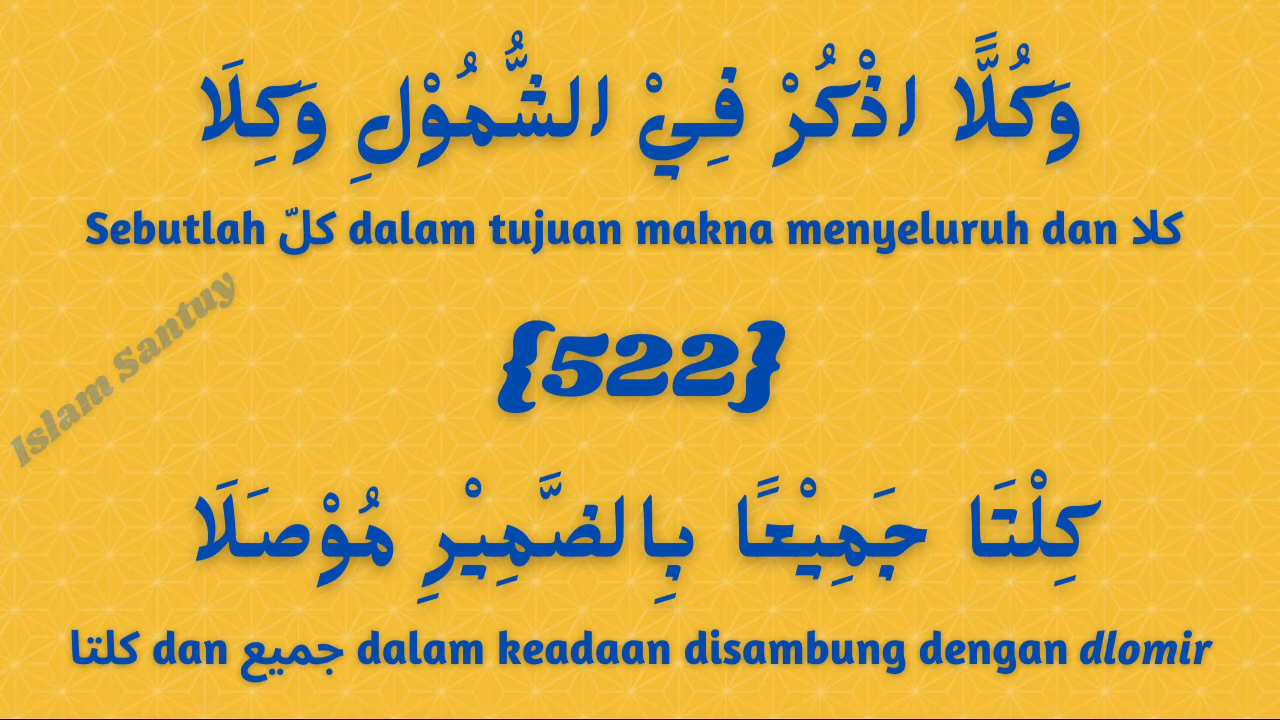 وَكُلًّا اذْكُرْ فِيْ الشُّمُوْلِ وَكِلَا
Sebutlah كلّ dalam tujuan makna menyeluruh dan كلا
Islam Santuy
{522}
كِلْتَا جَمِيْعًا بِالضَّمِيْرِ مُوْصَلَا
كلتا dan جميع dalam keadaan disambung dengan dlomir